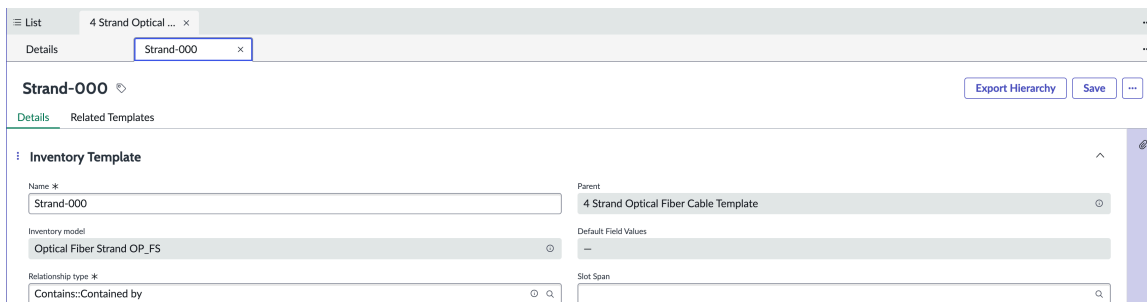 List
4 Strand Optical ... ×
Details
Strand-000 ×
Strand-000
Export Hierarchy Save ...
Details Related Templates
Inventory Template
Name *
Strand-000
Parent
4 Strand Optical Fiber Cable Template
Inventory model
Optical Fiber Strand OP_FS
Default Field Values
—
Relationship type *
Contains::Contained by
Slot Span